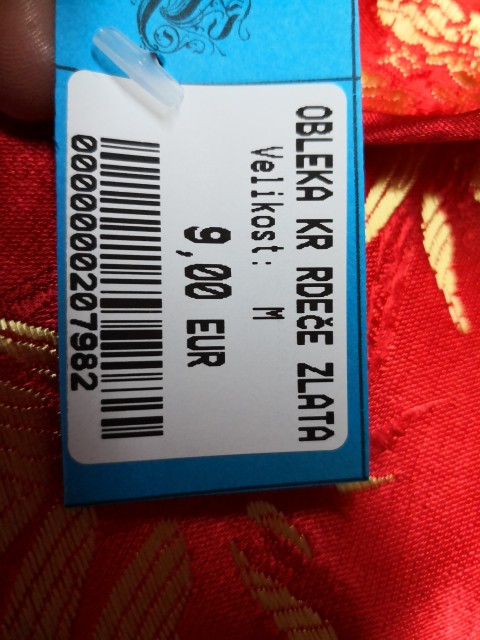 OBLEKA KR RDEČE ZLATA
Velikost: M
9,00 EUR
0000000207982